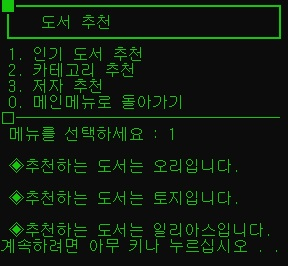 도서 추천
1. 인기 도서 추천
2. 카테고리 추천
3. 저자 추천
0. 메인메뉴로 돌아가기
메뉴를 선택하세요 : 1
◈추천하는 도서는 오리입니다.
◈추천하는 도서는 토지입니다.
◈추천하는 도서는 일리아스입니다.
계속하려면 아무 키나 누르십시오 . .